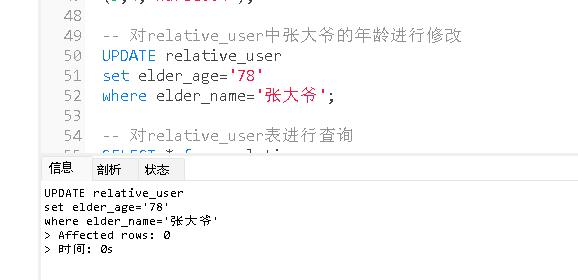 48
49 -- 对relative_user中张大爷的年龄进行修改
50 UPDATE relative_user
51 set elder_age='78'
52 where elder_name='张大爷';
53
54 -- 对relative_user表进行查询
信息 剖析 状态
UPDATE relative_user
set elder_age='78'
where elder_name='张大爷'
> Affected rows: 0
> 时间: 0s